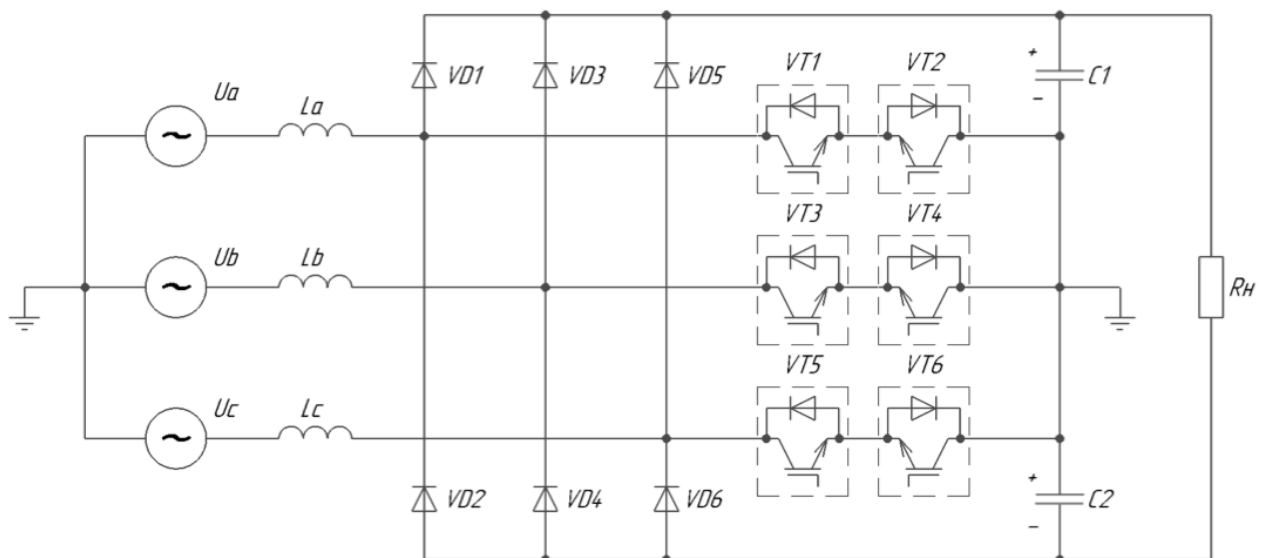 VD1 VD3 VD5 VT1 VT2 + C1 -
Ua La
VT3 VT4
Ub Lb
Rн
VT5 VT6
Uc Lc
VD2 VD4 VD6 + C2 -